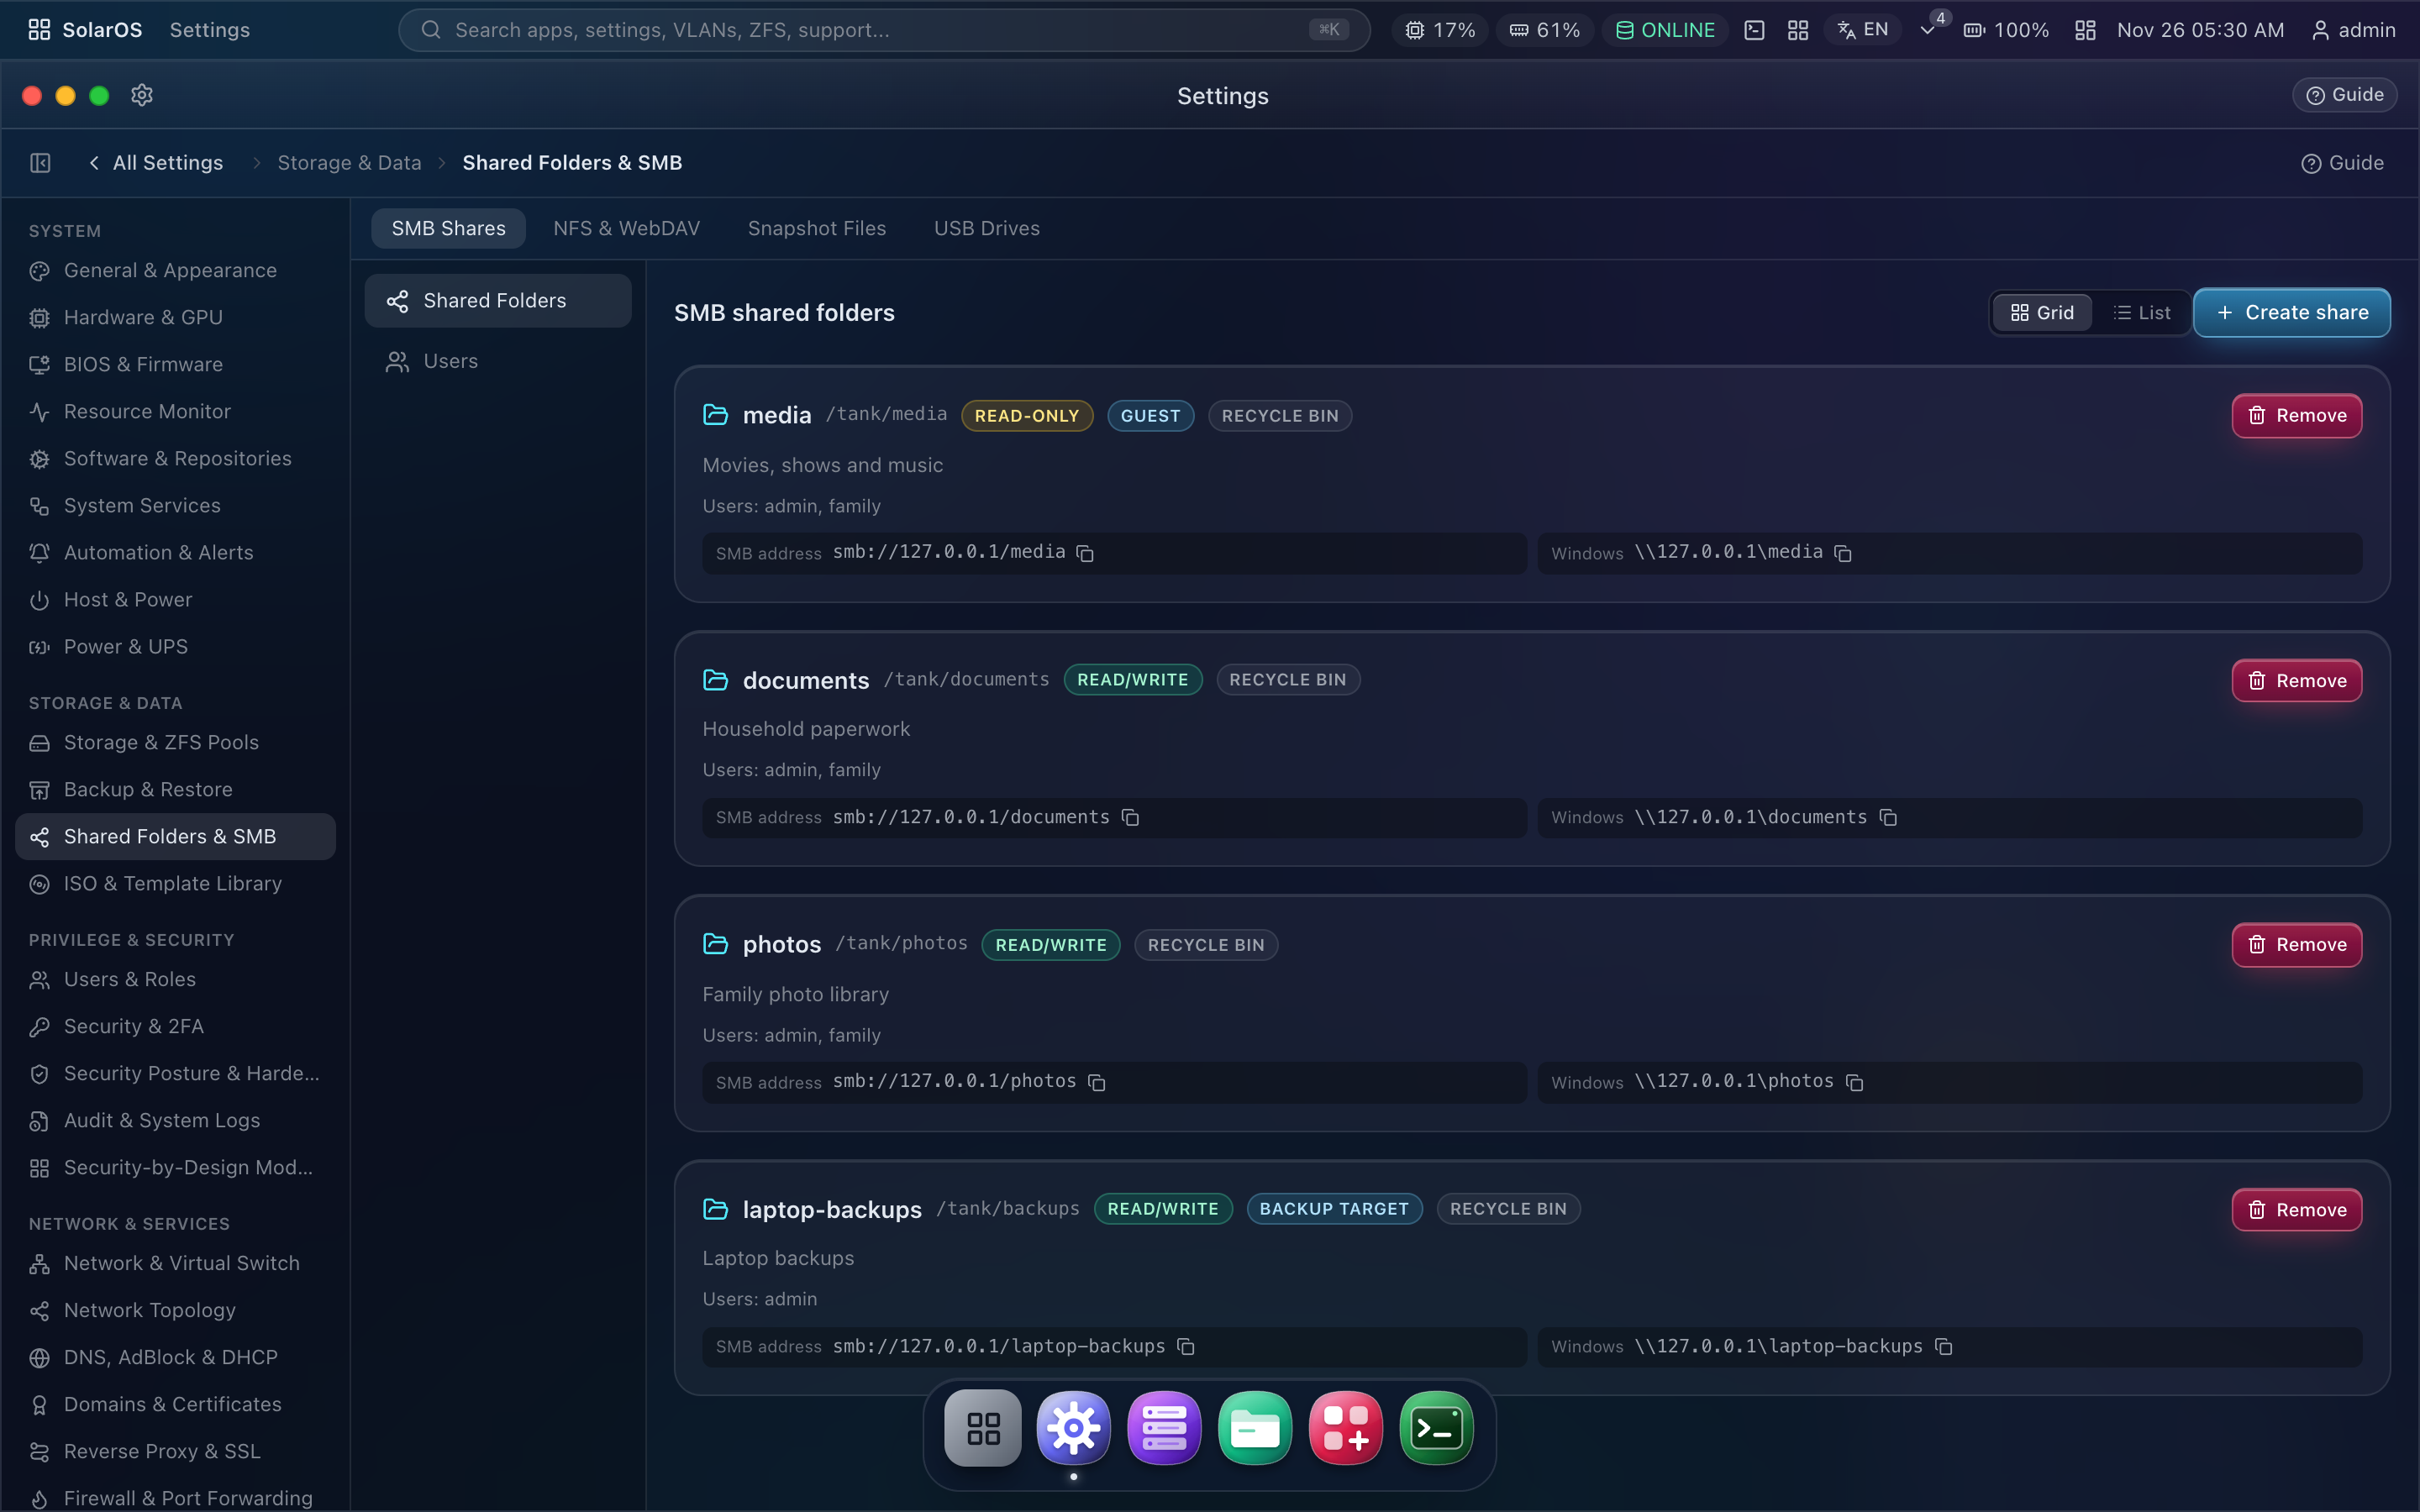 SolarOS Settings Search apps, settings, VLANs, ZFS, support... ⌘K 17% 61% ONLINE EN 4 100% Nov 26 05:30 AM admin
Settings Guide
All Settings Storage & Data Shared Folders & SMB Guide
SYSTEM
General & Appearance
Hardware & GPU
BIOS & Firmware
Resource Monitor
Software & Repositories
System Services
Automation & Alerts
Host & Power
Power & UPS
STORAGE & DATA
Storage & ZFS Pools
Backup & Restore
Shared Folders & SMB
ISO & Template Library
PRIVILEGE & SECURITY
Users & Roles
Security & 2FA
Security Posture & Harde...
Audit & System Logs
Security-by-Design Mod...
NETWORK & SERVICES
Network & Virtual Switch
Network Topology
DNS, AdBlock & DHCP
Domains & Certificates
Reverse Proxy & SSL
Firewall & Port Forwarding
SMB Shares NFS & WebDAV Snapshot Files USB Drives
Shared Folders
Users
SMB shared folders Grid List + Create share
media /tank/media READ-ONLY GUEST RECYCLE BIN Remove
Movies, shows and music
Users: admin, family
SMB address smb://127.0.0.1/media Windows \\127.0.0.1\media
documents /tank/documents READ/WRITE RECYCLE BIN Remove
Household paperwork
Users: admin, family
SMB address smb://127.0.0.1/documents Windows \\127.0.0.1\documents
photos /tank/photos READ/WRITE RECYCLE BIN Remove
Family photo library
Users: admin, family
SMB address smb://127.0.0.1/photos Windows \\127.0.0.1\photos
laptop-backups /tank/backups READ/WRITE BACKUP TARGET RECYCLE BIN Remove
Laptop backups
Users: admin
SMB address smb://127.0.0.1/laptop-backups Windows \\127.0.0.1\laptop-backups